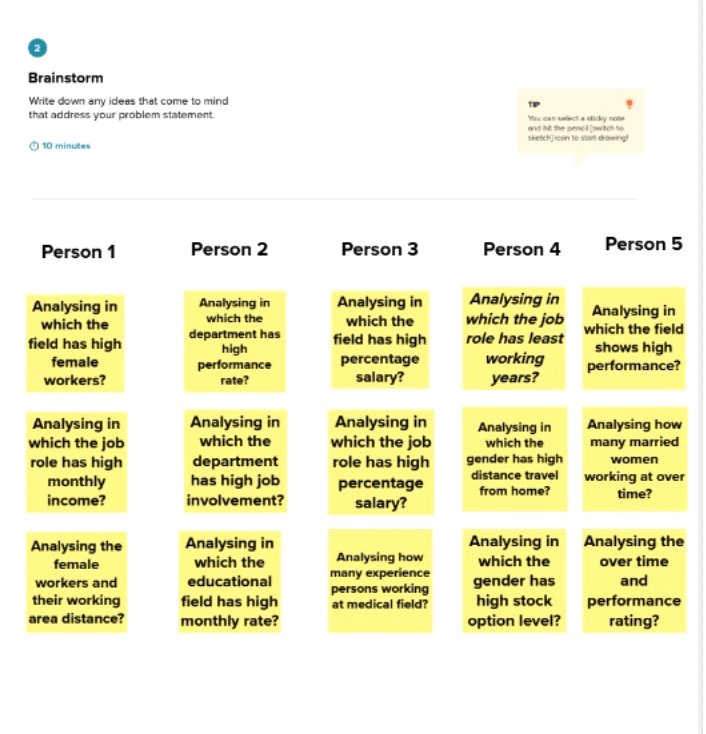 2
Brainstorm
Write down any ideas that come to mind
that address your problem statement.
10 minutes
TIP
You can select a sticky note
and hit the pencil [switch to
sketch] icon to start drawing!
Person 1
Person 2
Person 3
Person 4
Person 5
Analysing in
which the
field has high
female
workers?
Analysing in
which the
department has
high
performance
rate?
Analysing in
which the
field has high
percentage
salary?
Analysing in
which the job
role has least
working
years?
Analysing in
which the field
shows high
performance?
Analysing in
which the job
role has high
monthly
income?
Analysing in
which the
department
has high job
involvement?
Analysing in
which the job
role has high
percentage
salary?
Analysing in
which the
gender has high
distance travel
from home?
Analysing how
many married
women
working at over
time?
Analysing the
female
workers and
their working
area distance?
Analysing in
which the
educational
field has high
monthly rate?
Analysing how
many experience
persons working
at medical field?
Analysing in
which the
gender has
high stock
option level?
Analysing the
over time
and
performance
rating?